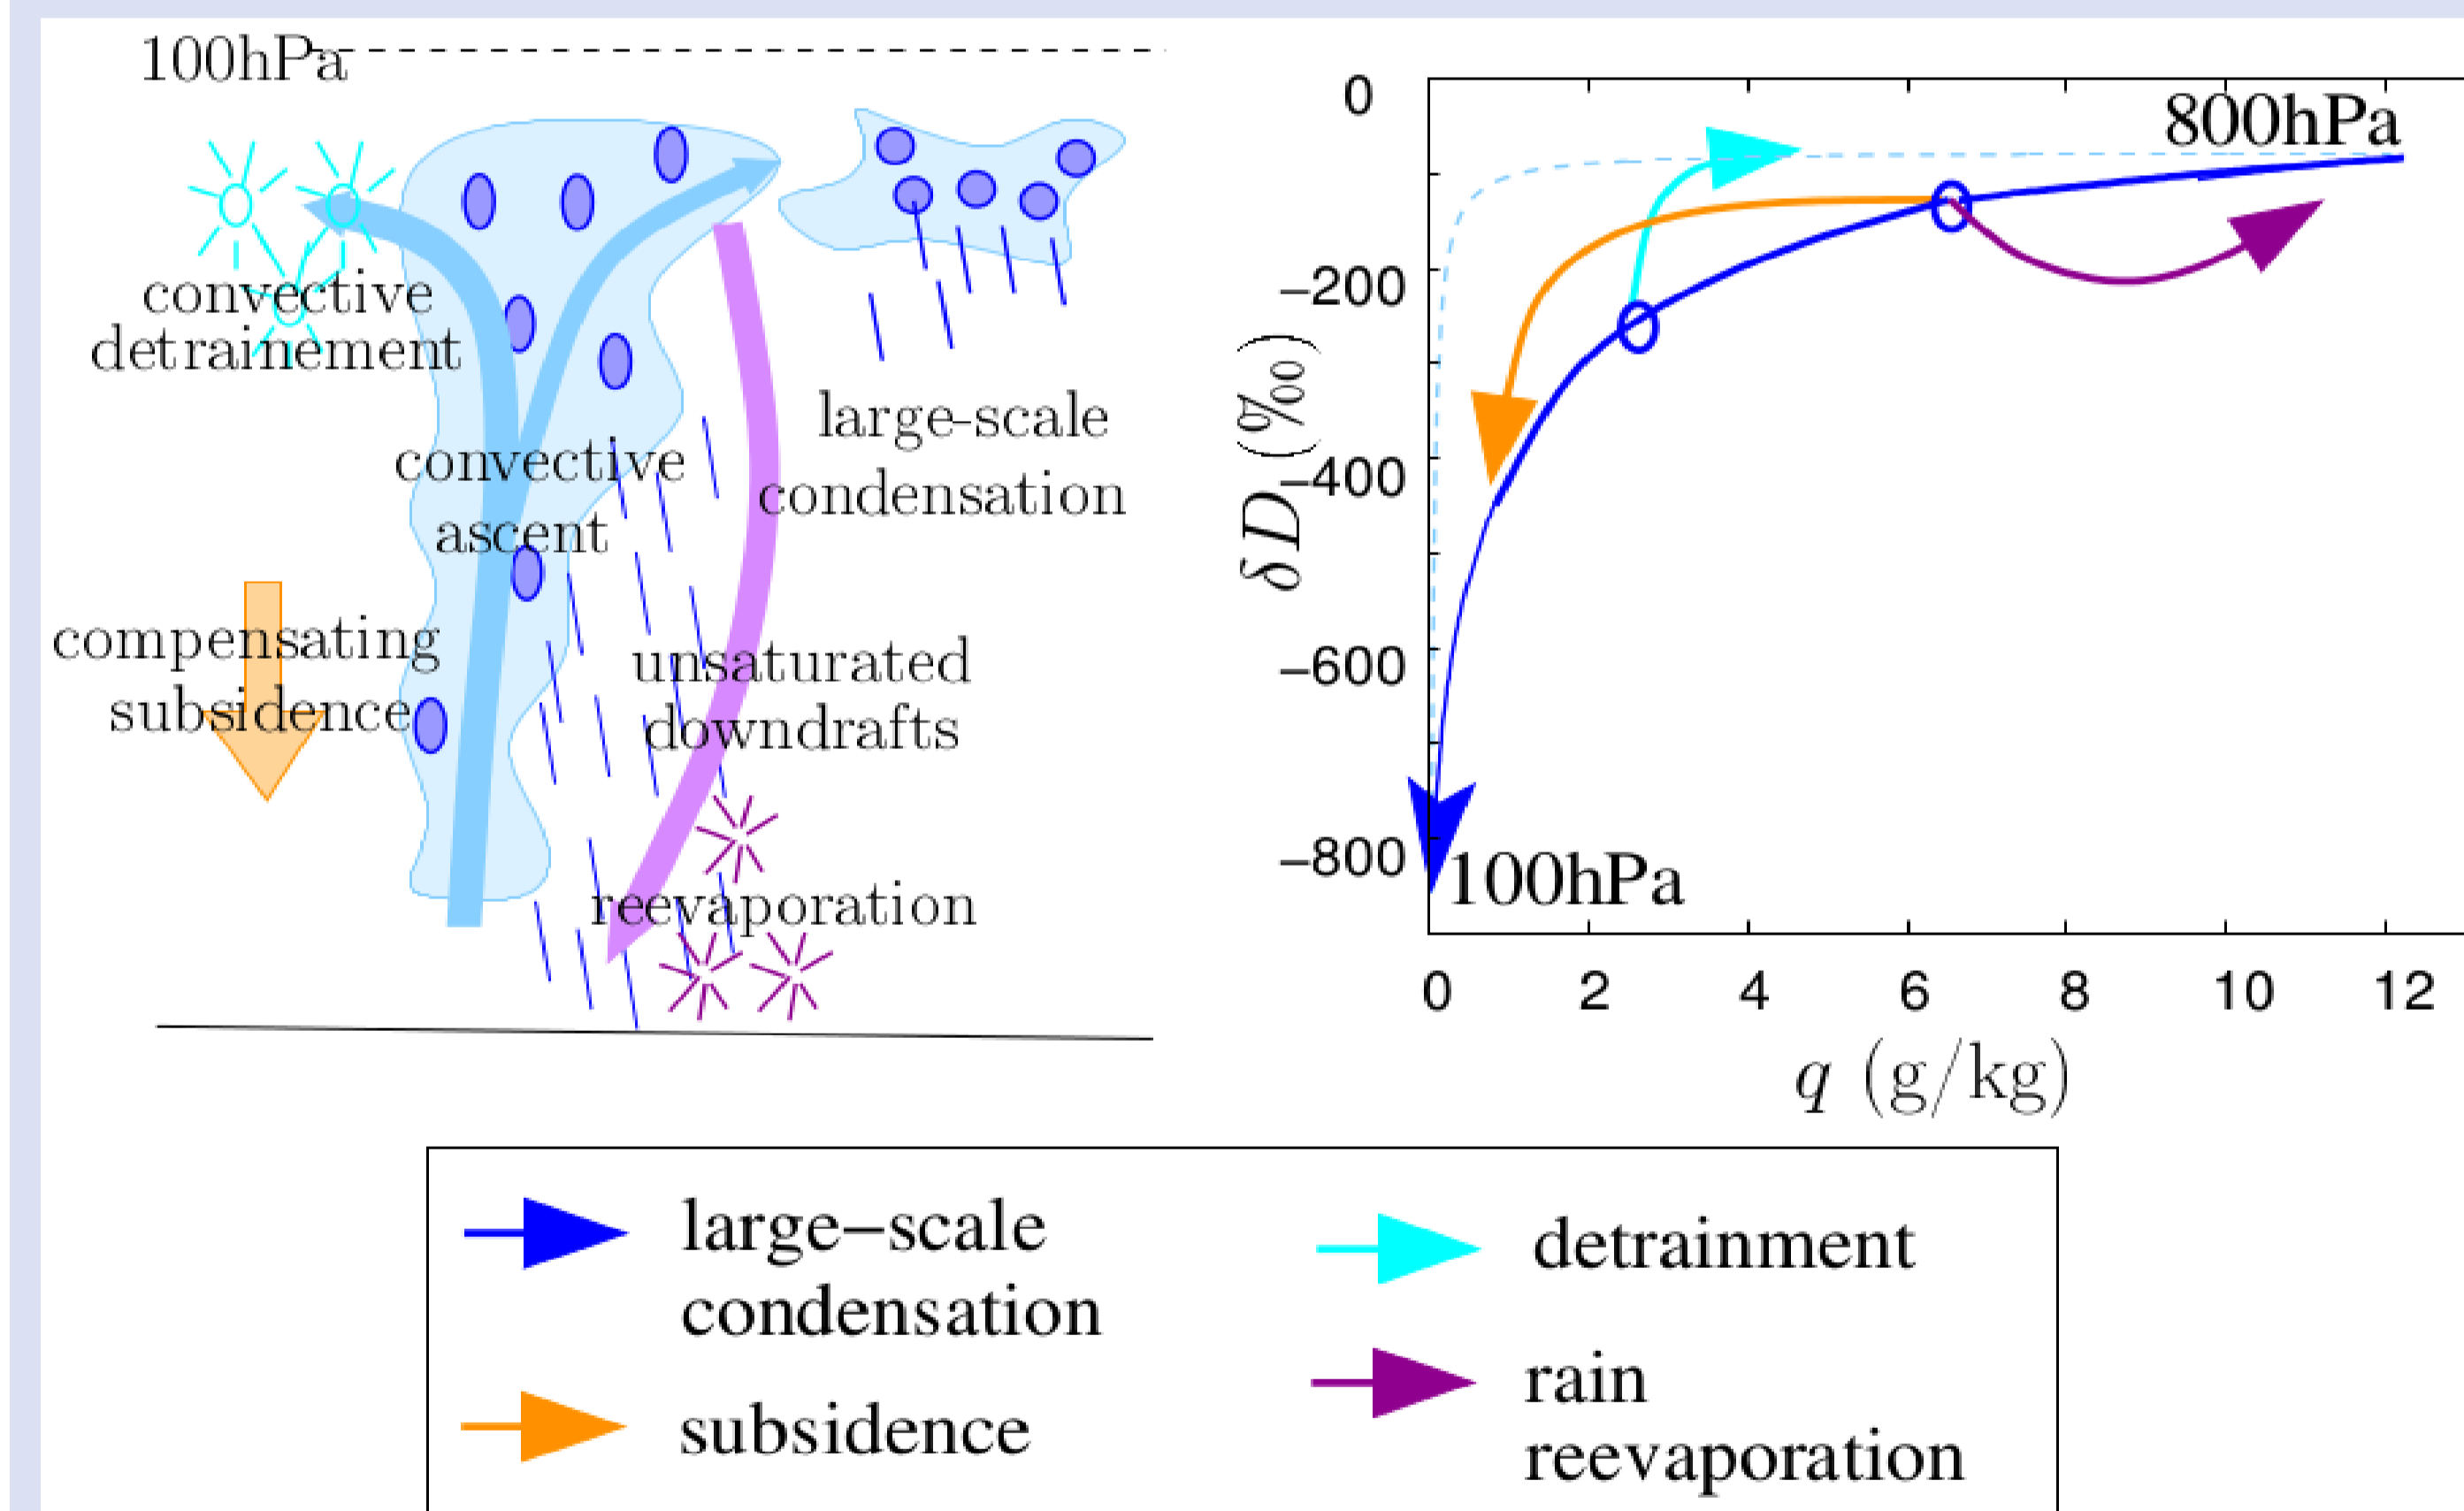 100hPa
convective
detrainement
convective
ascent
large-scale
condensation
compensating
subsidence
unsaturated
downdrafts
reevaporation
0
−200
−400
−600
−800
δD (‰)
800hPa
100hPa
0 2 4 6 8 10 12
q (g/kg)
large−scale
condensation
subsidence
detrainment
rain
reevaporation